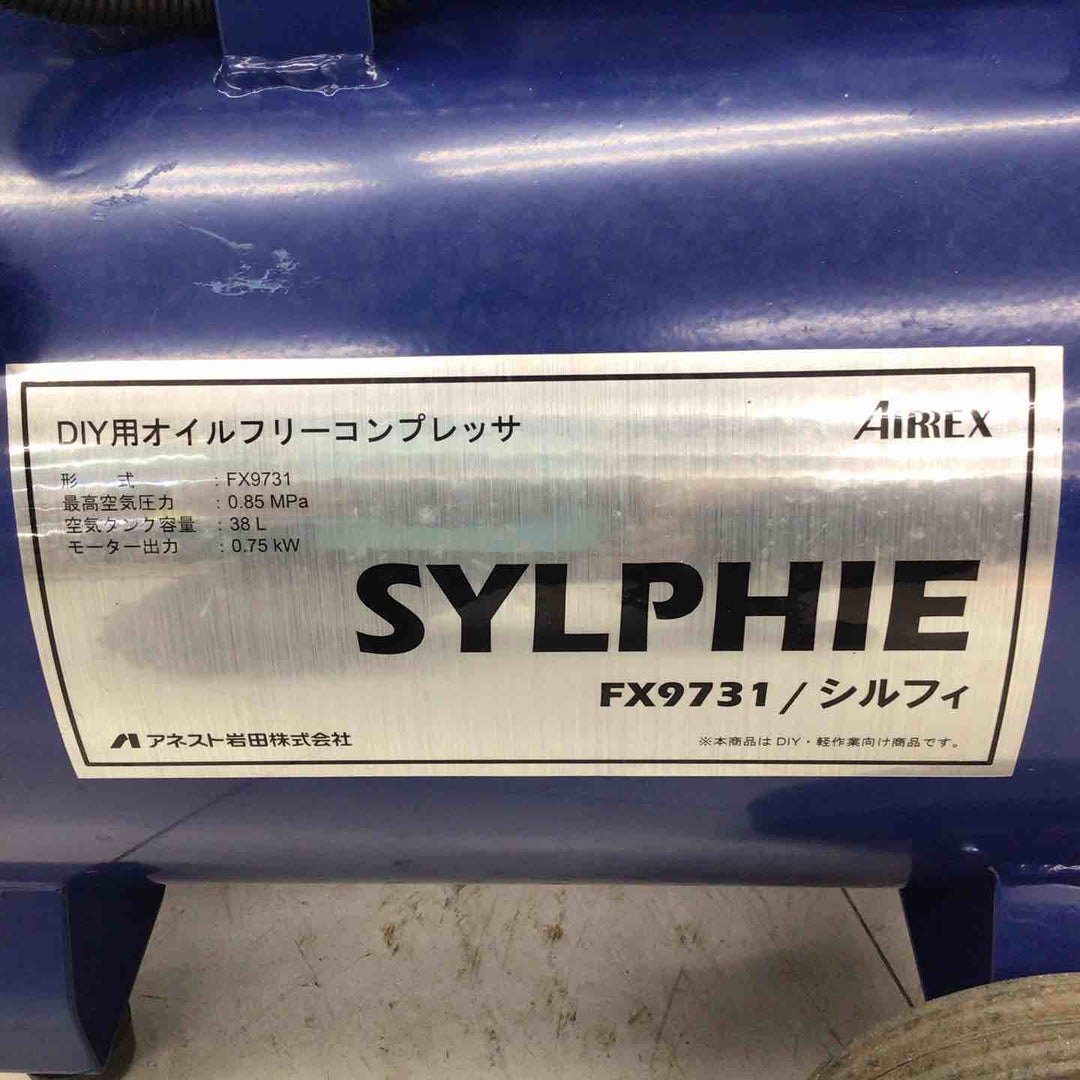 DIY用オイルフリーコンプレッサ
AIRREX
形 式 : FX9731
最高空気圧力 : 0.85 MPa
空気タンク容量 : 38 L
モーター出力 : 0.75 kW
SYLPHIE
FX9731/シルフィ
アネスト岩田株式会社
※本商品はDIY・軽作業向け商品です。